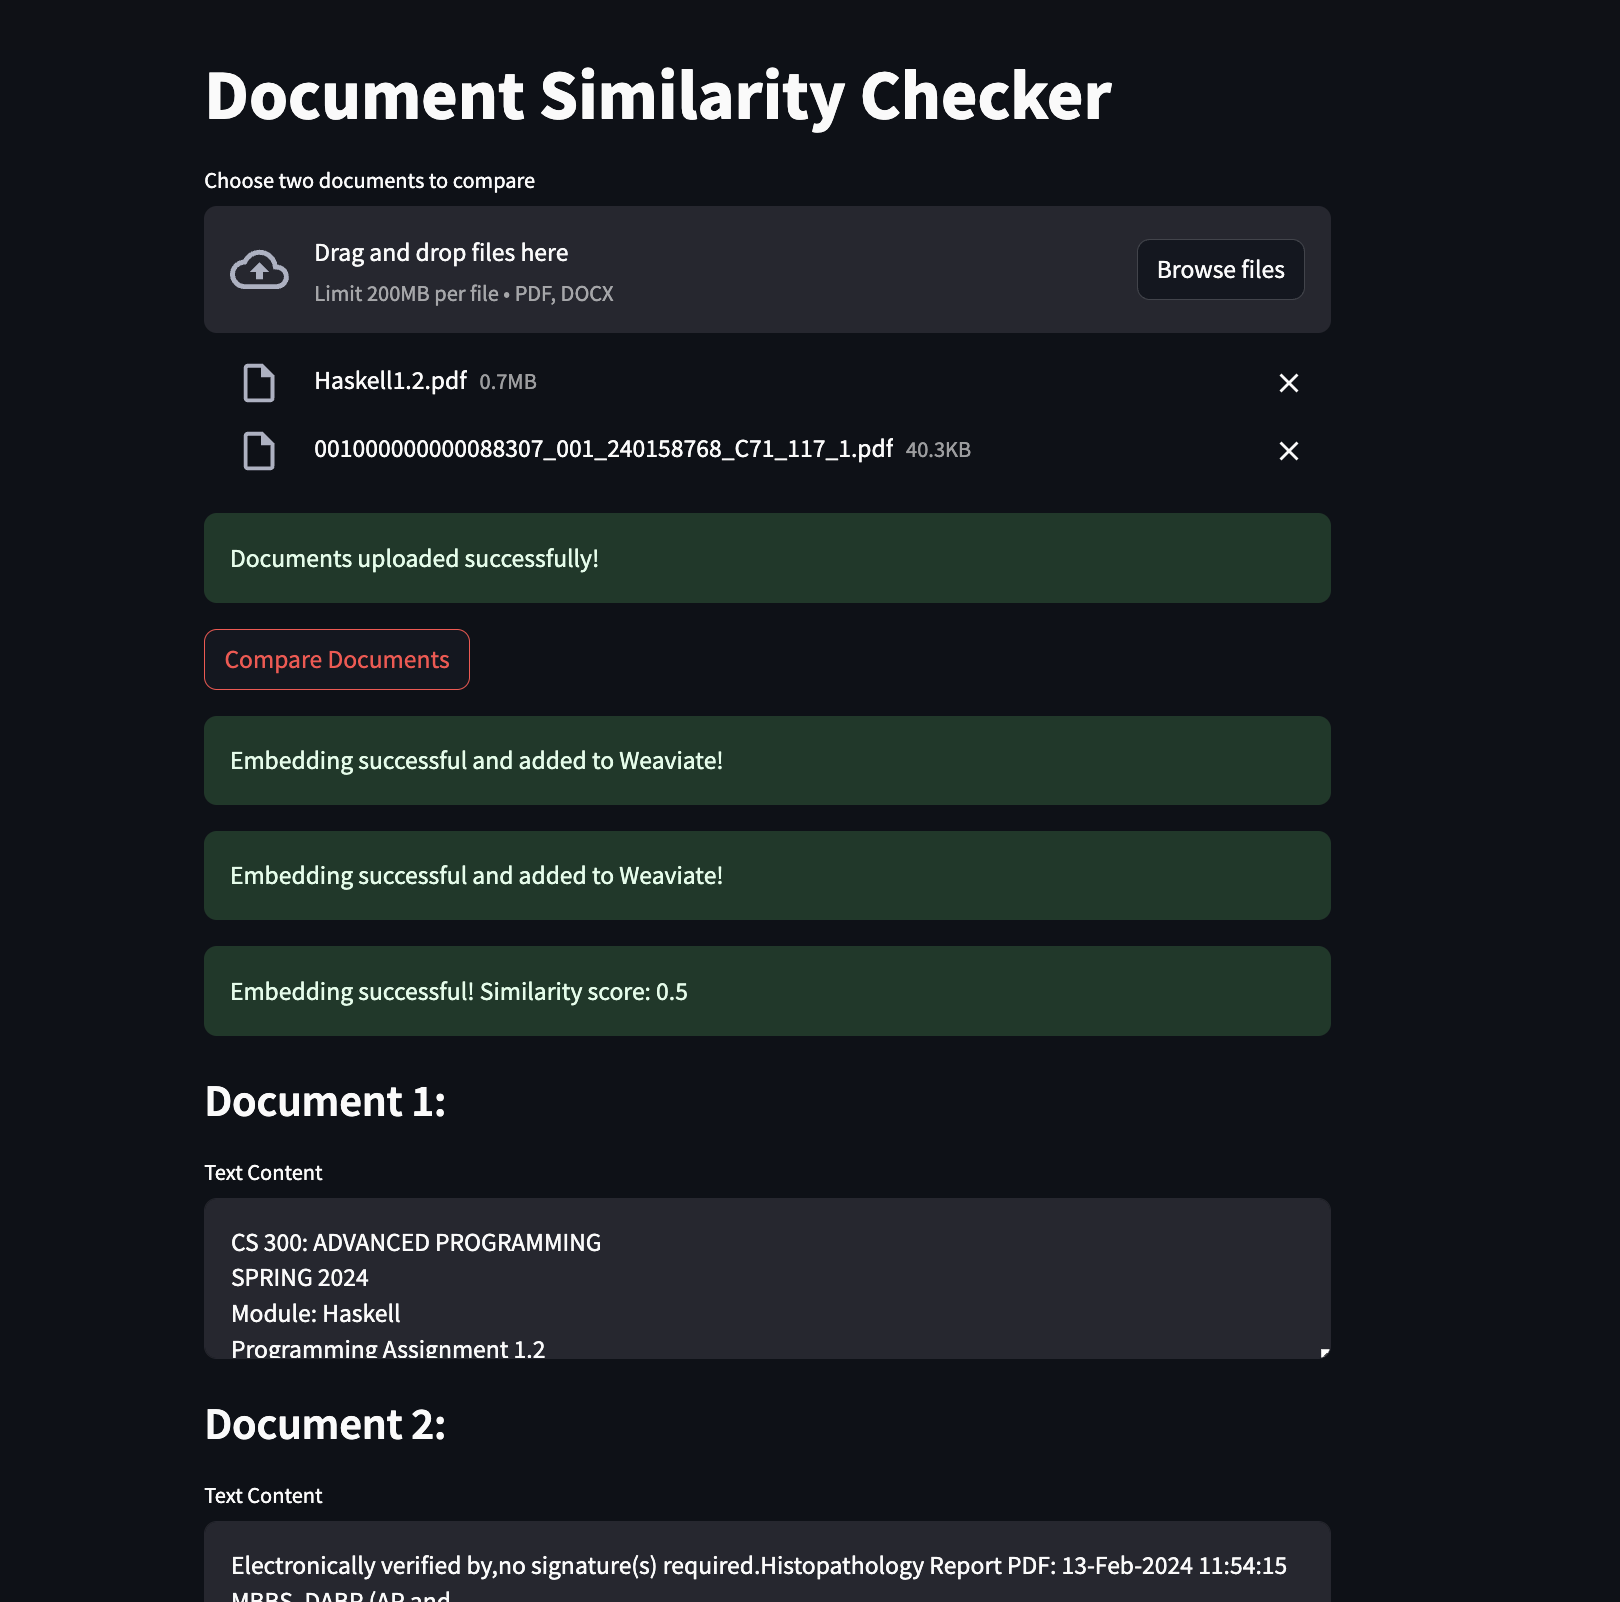 Document Similarity Checker
Choose two documents to compare
Drag and drop files here
Limit 200MB per file • PDF, DOCX
Browse files
Haskell1.2.pdf 0.7MB
001000000000088307_001_240158768_C71_117_1.pdf 40.3KB
Documents uploaded successfully!
Compare Documents
Embedding successful and added to Weaviate!
Embedding successful and added to Weaviate!
Embedding successful! Similarity score: 0.5
Document 1:
Text Content
CS 300: ADVANCED PROGRAMMING
SPRING 2024
Module: Haskell
Programming Assignment 1.2
Document 2:
Text Content
Electronically verified by,no signature(s) required.Histopathology Report PDF: 13-Feb-2024 11:54:15
MBBS, DABP (AP and